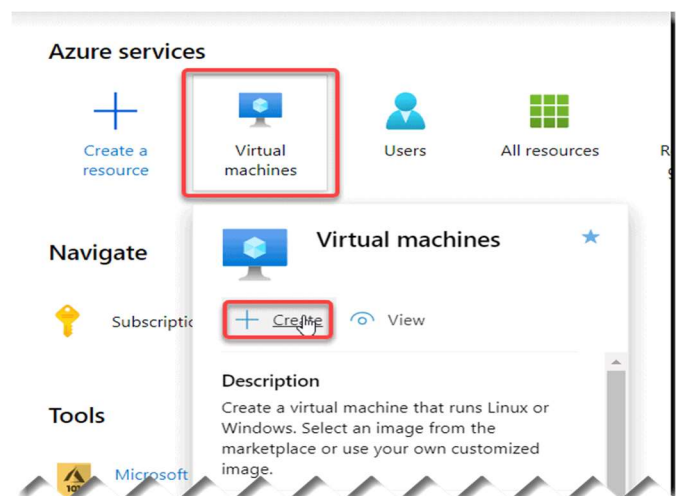 Azure services
Create a
resource
Virtual
machines
Users
All resources
R
Navigate
Virtual machines
Subscriptic
Create
View
Description
Create a virtual machine that runs Linux or
Windows. Select an image from the
marketplace or use your own customized
image.
Tools
Microsoft